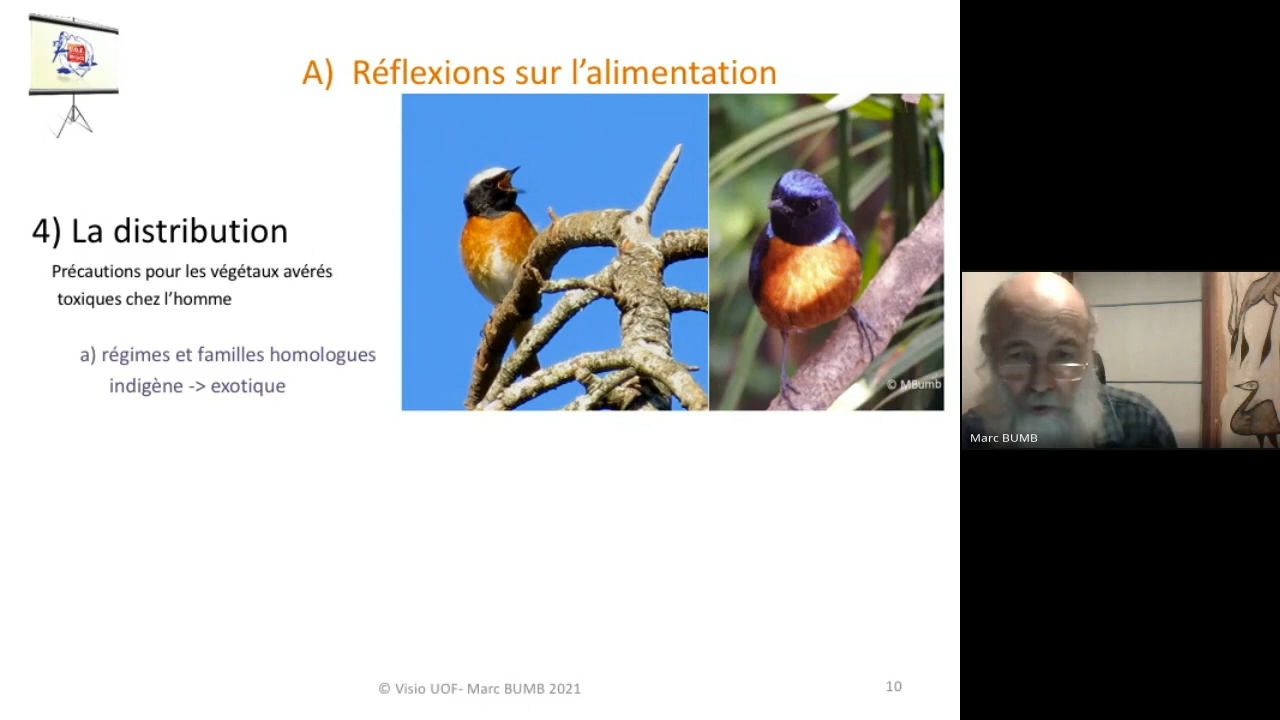 A) Réflexions sur l’alimentation
4) La distribution
Précautions pour les végétaux avérés
toxiques chez l’homme
a) régimes et familles homologues
indigène -> exotique
© MBumb
Marc BUMB
© Visio UOF- Marc BUMB 2021
10